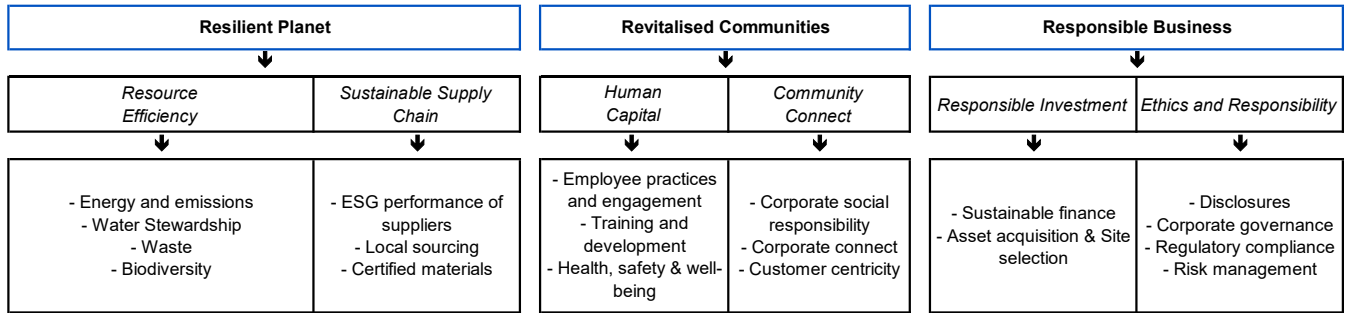 Resilient Planet
Revitalised Communities
Responsible Business
Resource
Efficiency
Sustainable Supply
Chain
Human
Capital
Community
Connect
Responsible Investment
Ethics and Responsibility
- Energy and emissions
- Water Stewardship
- Waste
- Biodiversity
- ESG performance of
suppliers
- Local sourcing
- Certified materials
- Employee practices
and engagement
- Training and
development
- Health, safety & well-
being
- Corporate social
responsibility
- Corporate connect
- Customer centricity
- Sustainable finance
- Asset acquisition & Site
selection
- Disclosures
- Corporate governance
- Regulatory compliance
- Risk management